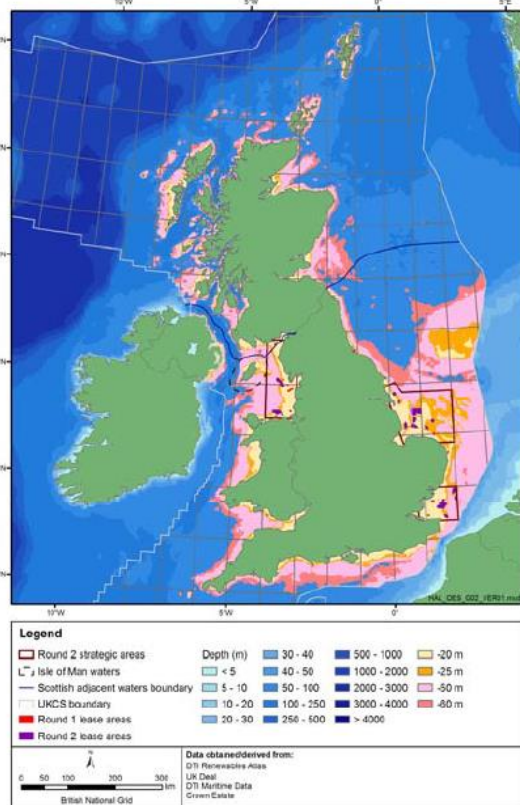 10°W
5°W
0°
5°E
10°W
5°W
0°
Legend
Round 2 strategic areas
Isle of Man waters
Scottish adjacent waters boundary
UKCS boundary
Round 1 lease areas
Round 2 lease areas
Depth (m)
< 5
5 - 10
10 - 20
20 - 30
30 - 40
40 - 50
50 - 100
100 - 250
250 - 500
500 - 1000
1000 - 2000
2000 - 3000
3000 - 4000
> 4000
-20 m
-25 m
-50 m
-60 m
N
0 50 100 200 300
km
British National Grid
Data obtained/derived from:
DTI Renewables Atlas
UK Deal
DTI Maritime Data
Crown Estate